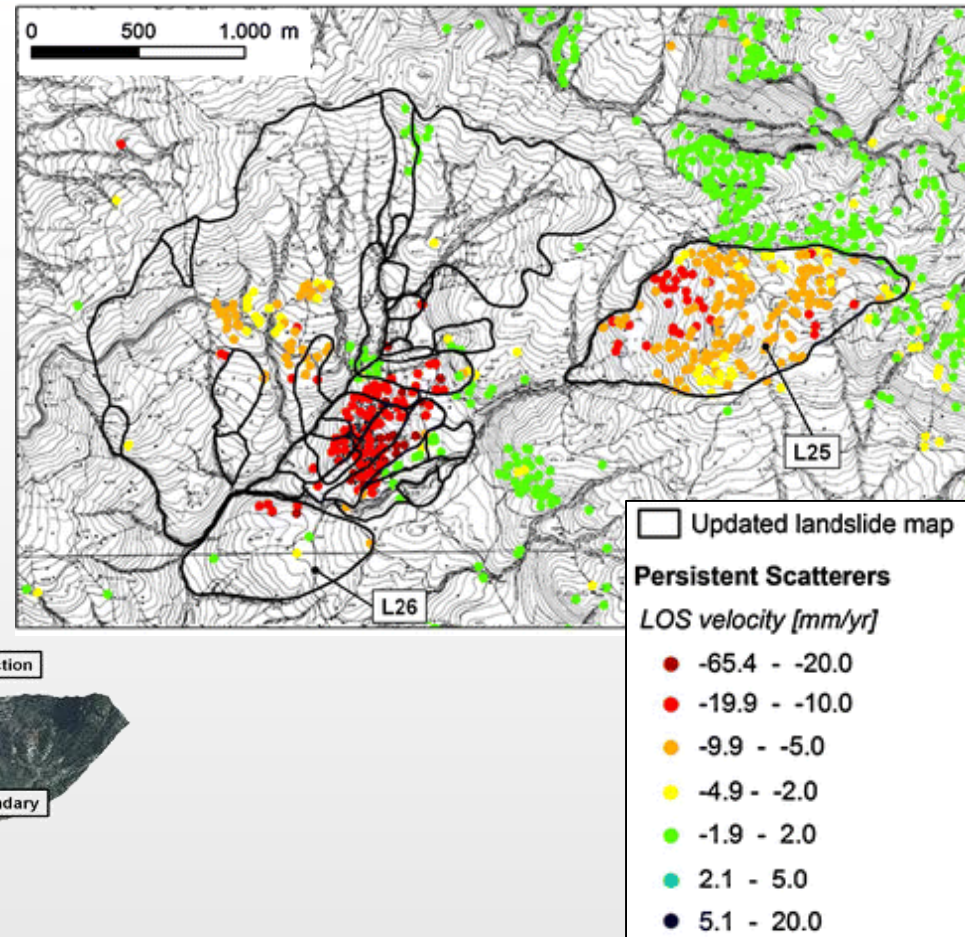 0 500 1.000 m
L25
L26
Updated landslide map
Persistent Scatterers
LOS velocity [mm/yr]
-65.4 - -20.0
-19.9 - -10.0
-9.9 - -5.0
-4.9 - -2.0
-1.9 - 2.0
2.1 - 5.0
5.1 - 20.0
ction
ndary